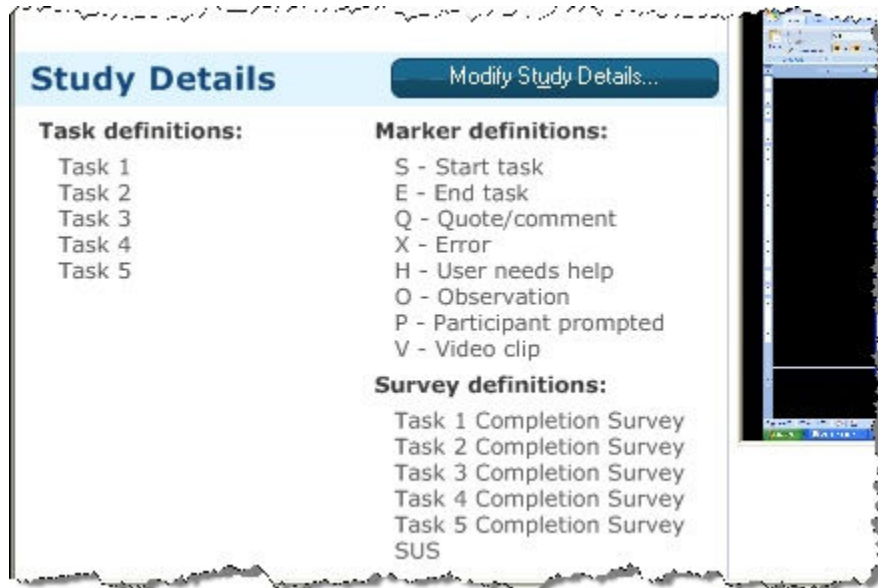 Study Details
Modify Study Details...
Task definitions:
Task 1
Task 2
Task 3
Task 4
Task 5
Marker definitions:
S - Start task
E - End task
Q - Quote/comment
X - Error
H - User needs help
O - Observation
P - Participant prompted
V - Video clip
Survey definitions:
Task 1 Completion Survey
Task 2 Completion Survey
Task 3 Completion Survey
Task 4 Completion Survey
Task 5 Completion Survey
SUS